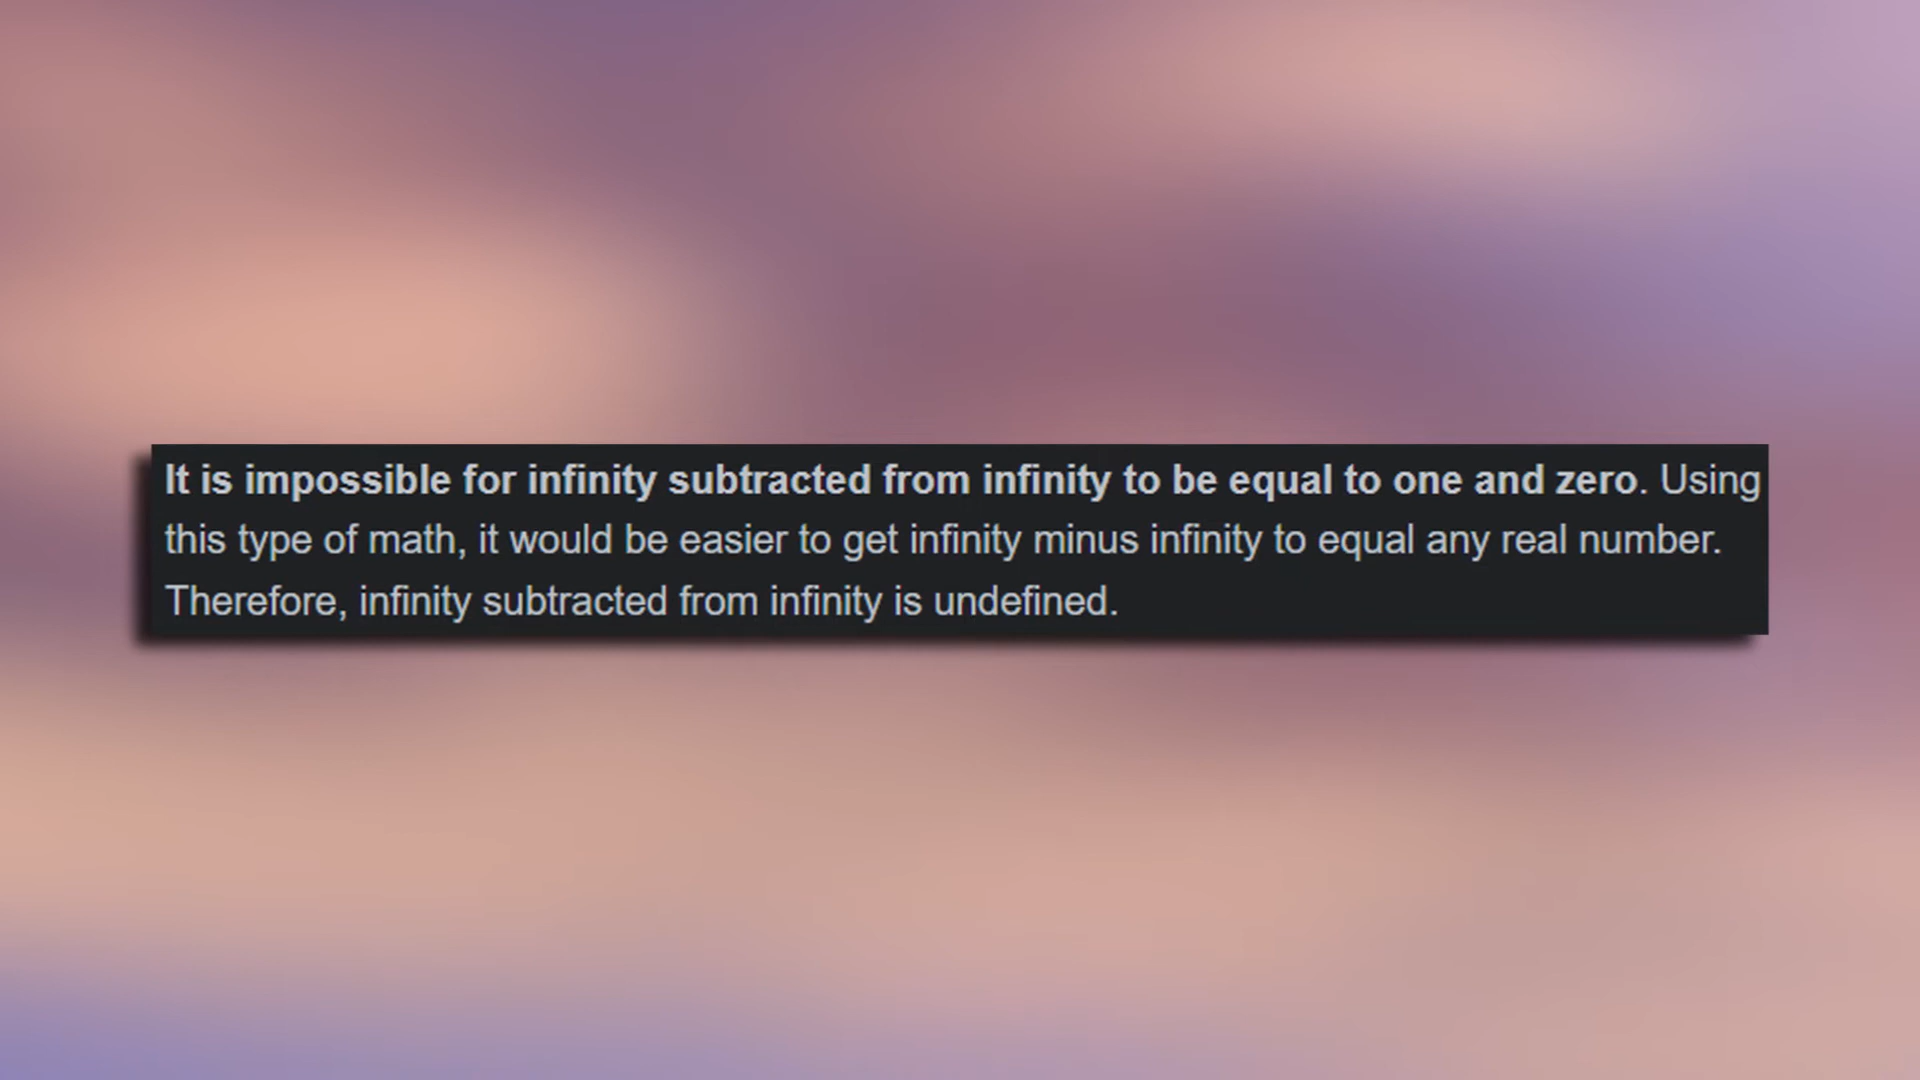 It is impossible for infinity subtracted from infinity to be equal to one and zero. Using
this type of math, it would be easier to get infinity minus infinity to equal any real number.
Therefore, infinity subtracted from infinity is undefined.